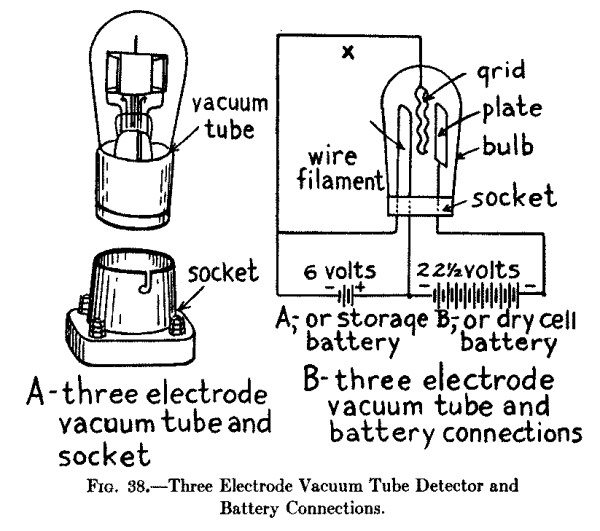 vacuum
tube
socket
A-three electrode
vacuum tube and
socket
X
grid
plate
bulb
wire
filament
socket
6 volts
22½ volts
- +
- -
A, or storage
battery
B, or dry cell
battery
B-three electrode
vacuum tube and
battery connections
Fig. 38.—Three Electrode Vacuum Tube Detector and
Battery Connections.